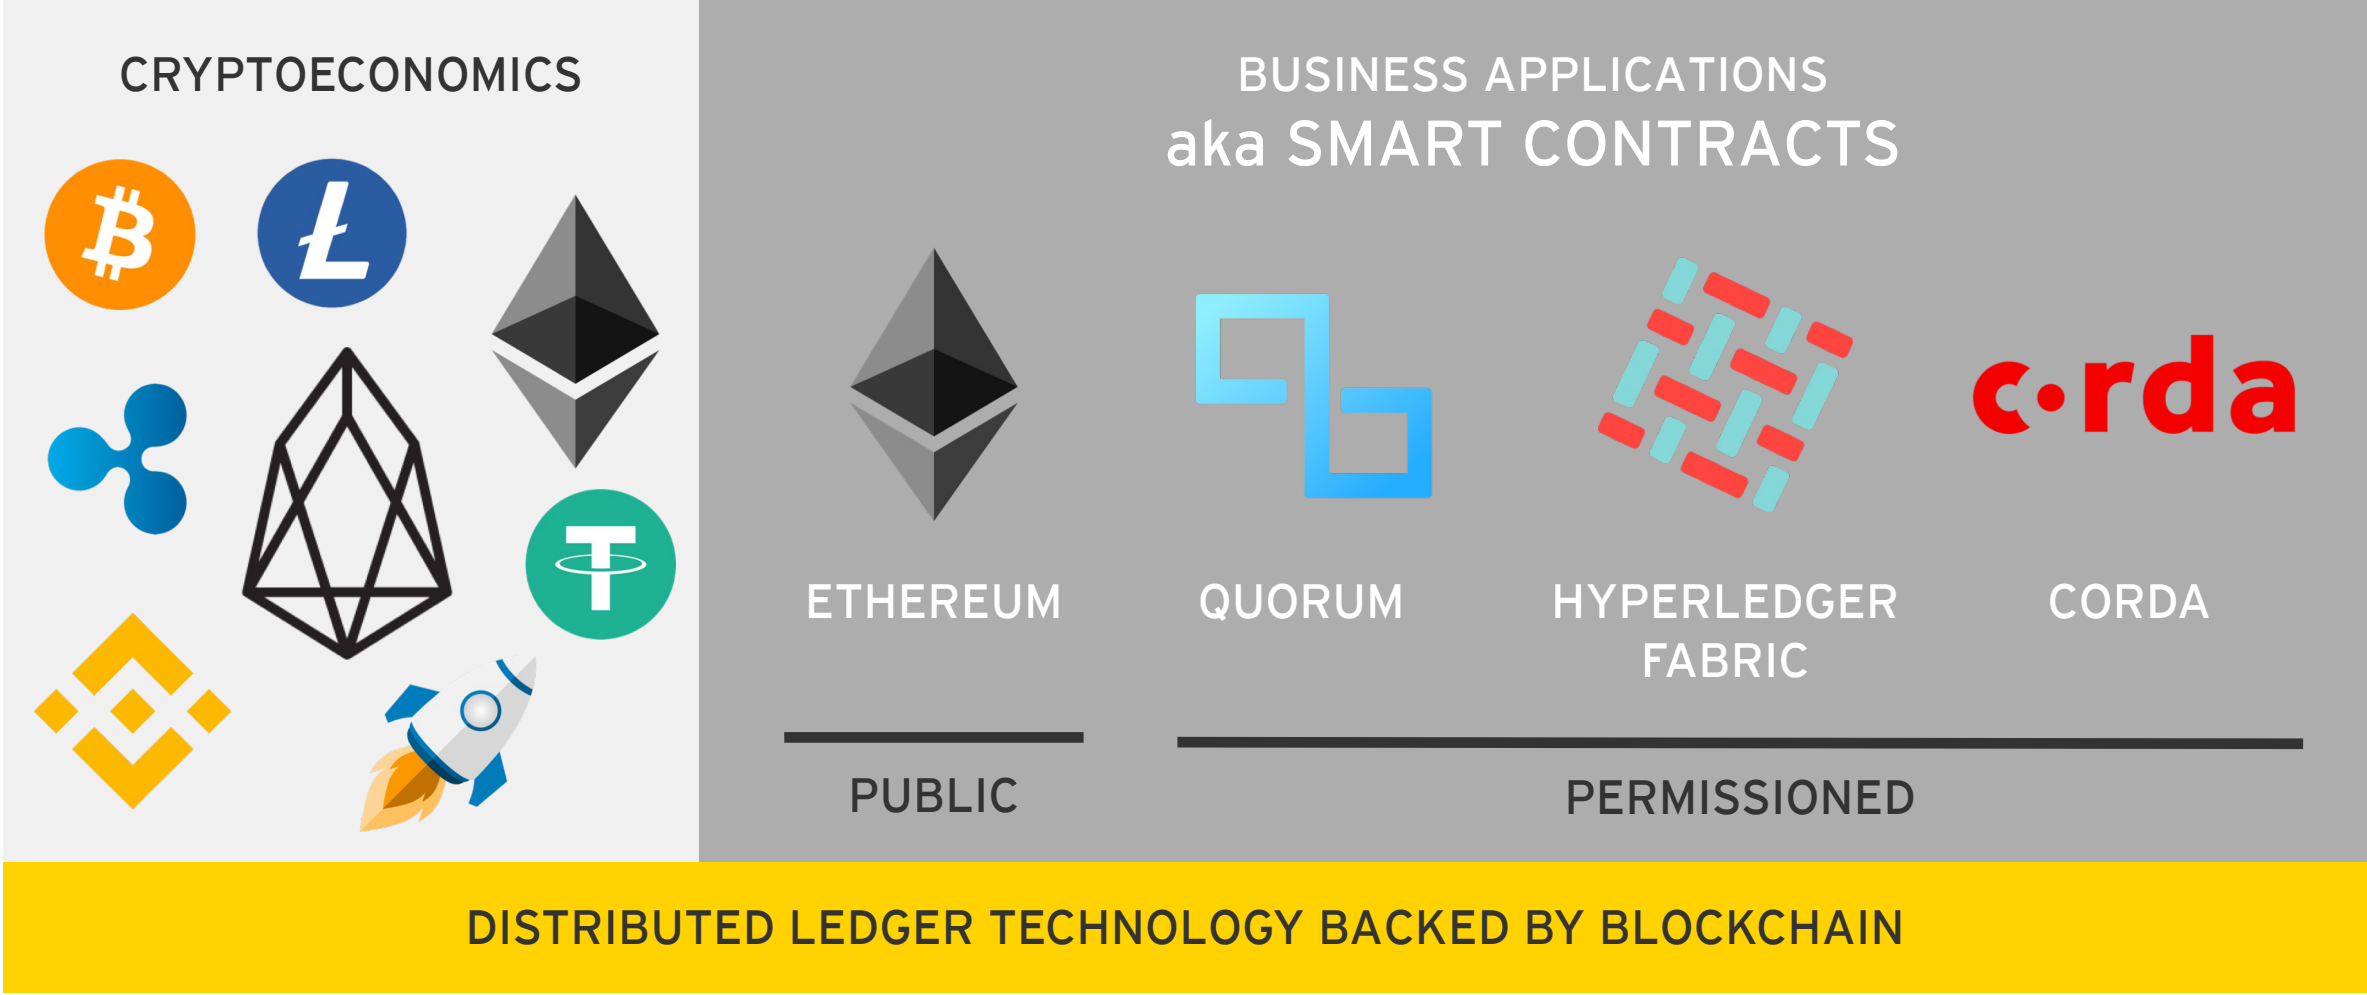 CRYPTOECONOMICS
BUSINESS APPLICATIONS
aka SMART CONTRACTS
c·rda
ETHEREUM
QUORUM
HYPERLEDGER
FABRIC
CORDA
PUBLIC
PERMISSIONED
DISTRIBUTED LEDGER TECHNOLOGY BACKED BY BLOCKCHAIN